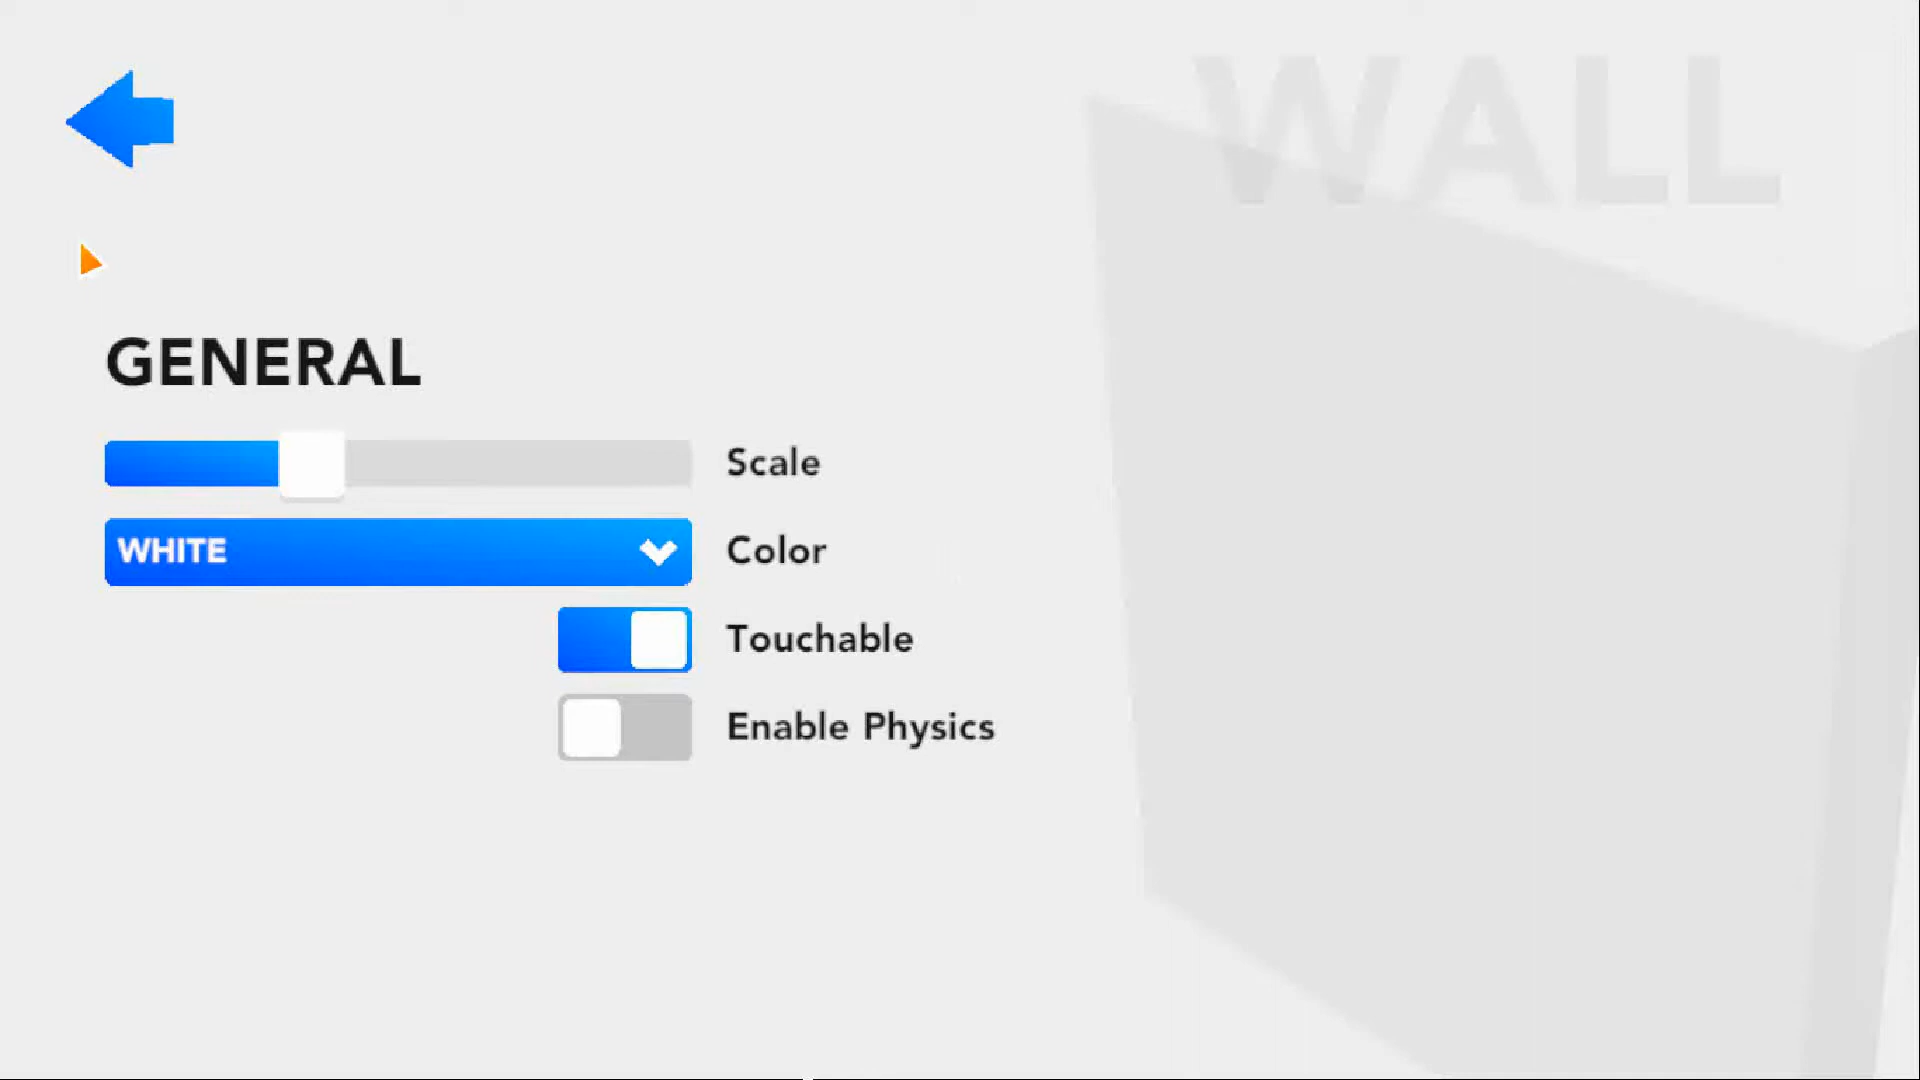 WALL
GENERAL
Scale
WHITE
Color
Touchable
Enable Physics